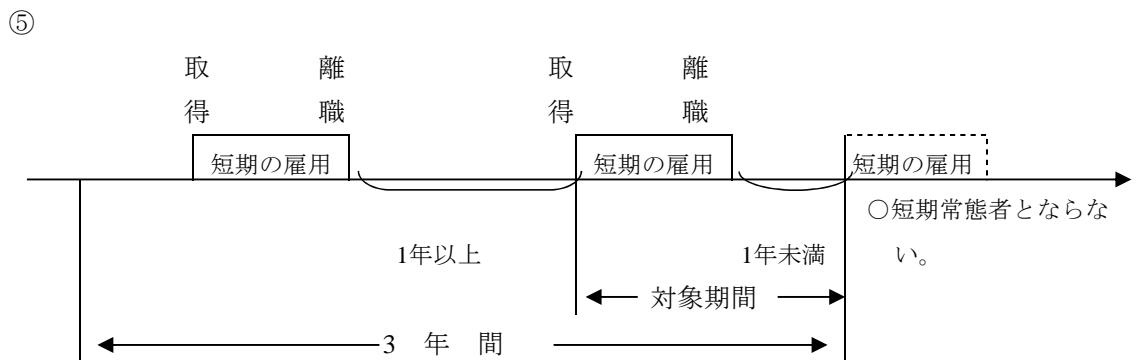 ⑤
取得
離職
取得
離職
短期の雇用
短期の雇用
短期の雇用
○短期常態者とならな
い。
1年以上
1年未満
対象期間
3 年 間